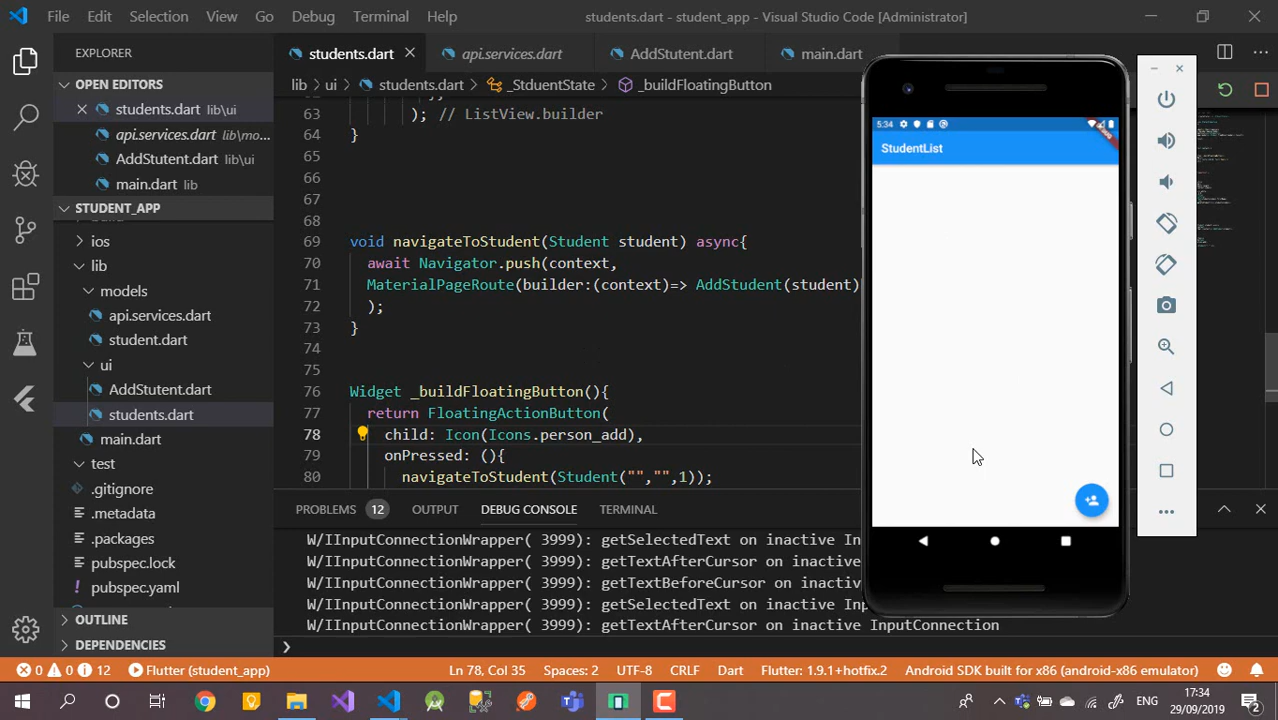 File Edit Selection View Go Debug Terminal Help students.dart - student_app - Visual Studio Code [Administrator]
EXPLORER
students.dart
api.services.dart
AddStutent.dart
main.dart
OPEN EDITORS
students.dart lib\ui
api.services.dart lib\mo...
AddStutent.dart lib\ui
main.dart lib
STUDENT_APP
ios
lib
models
api.services.dart
student.dart
ui
AddStutent.dart
students.dart
main.dart
test
.gitignore
.metadata
.packages
pubspec.lock
pubspec.yaml
OUTLINE
DEPENDENCIES
lib ui students.dart _StduentState _buildFloatingButton
63 ); // ListView.builder
64 }
65
66
67
68
69 void navigateToStudent(Student student) async{
70 await Navigator.push(context,
71 MaterialPageRoute(builder:(context)=> AddStudent(student)
72 );
73 }
74
75
76 Widget _buildFloatingButton(){
77 return FloatingActionButton(
78 child: Icon(Icons.person_add),
79 onPressed: (){
80 navigateToStudent(Student("","",1));
PROBLEMS 12 OUTPUT DEBUG CONSOLE TERMINAL
W/IInputConnectionWrapper( 3999): getSelectedText on inactive In
W/IInputConnectionWrapper( 3999): getTextAfterCursor on inactive
W/IInputConnectionWrapper( 3999): getTextBeforeCursor on inactive
W/IInputConnectionWrapper( 3999): getSelectedText on inactive Inp
W/IInputConnectionWrapper( 3999): getTextAfterCursor on inactive InputConnection
5:34
StudentList
0 0 12 Flutter (student_app) Ln 78, Col 35 Spaces: 2 UTF-8 CRLF Dart Flutter: 1.9.1+hotfix.2 Android SDK built for x86 (android-x86 emulator)
ENG
17:34
29/09/2019
2